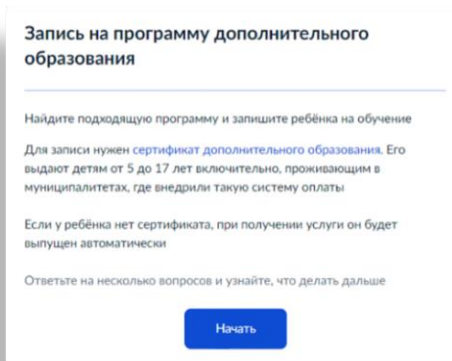 Запись на программу дополнительного
образования
Найдите подходящую программу и запишите ребёнка на обучение
Для записи нужен сертификат дополнительного образования. Его
выдают детям от 5 до 17 лет включительно, проживающим в
муниципалитетах, где внедрили такую систему оплаты
Если у ребёнка нет сертификата, при получении услуги он будет
выпущен автоматически
Ответьте на несколько вопросов и узнайте, что делать дальше
Начать